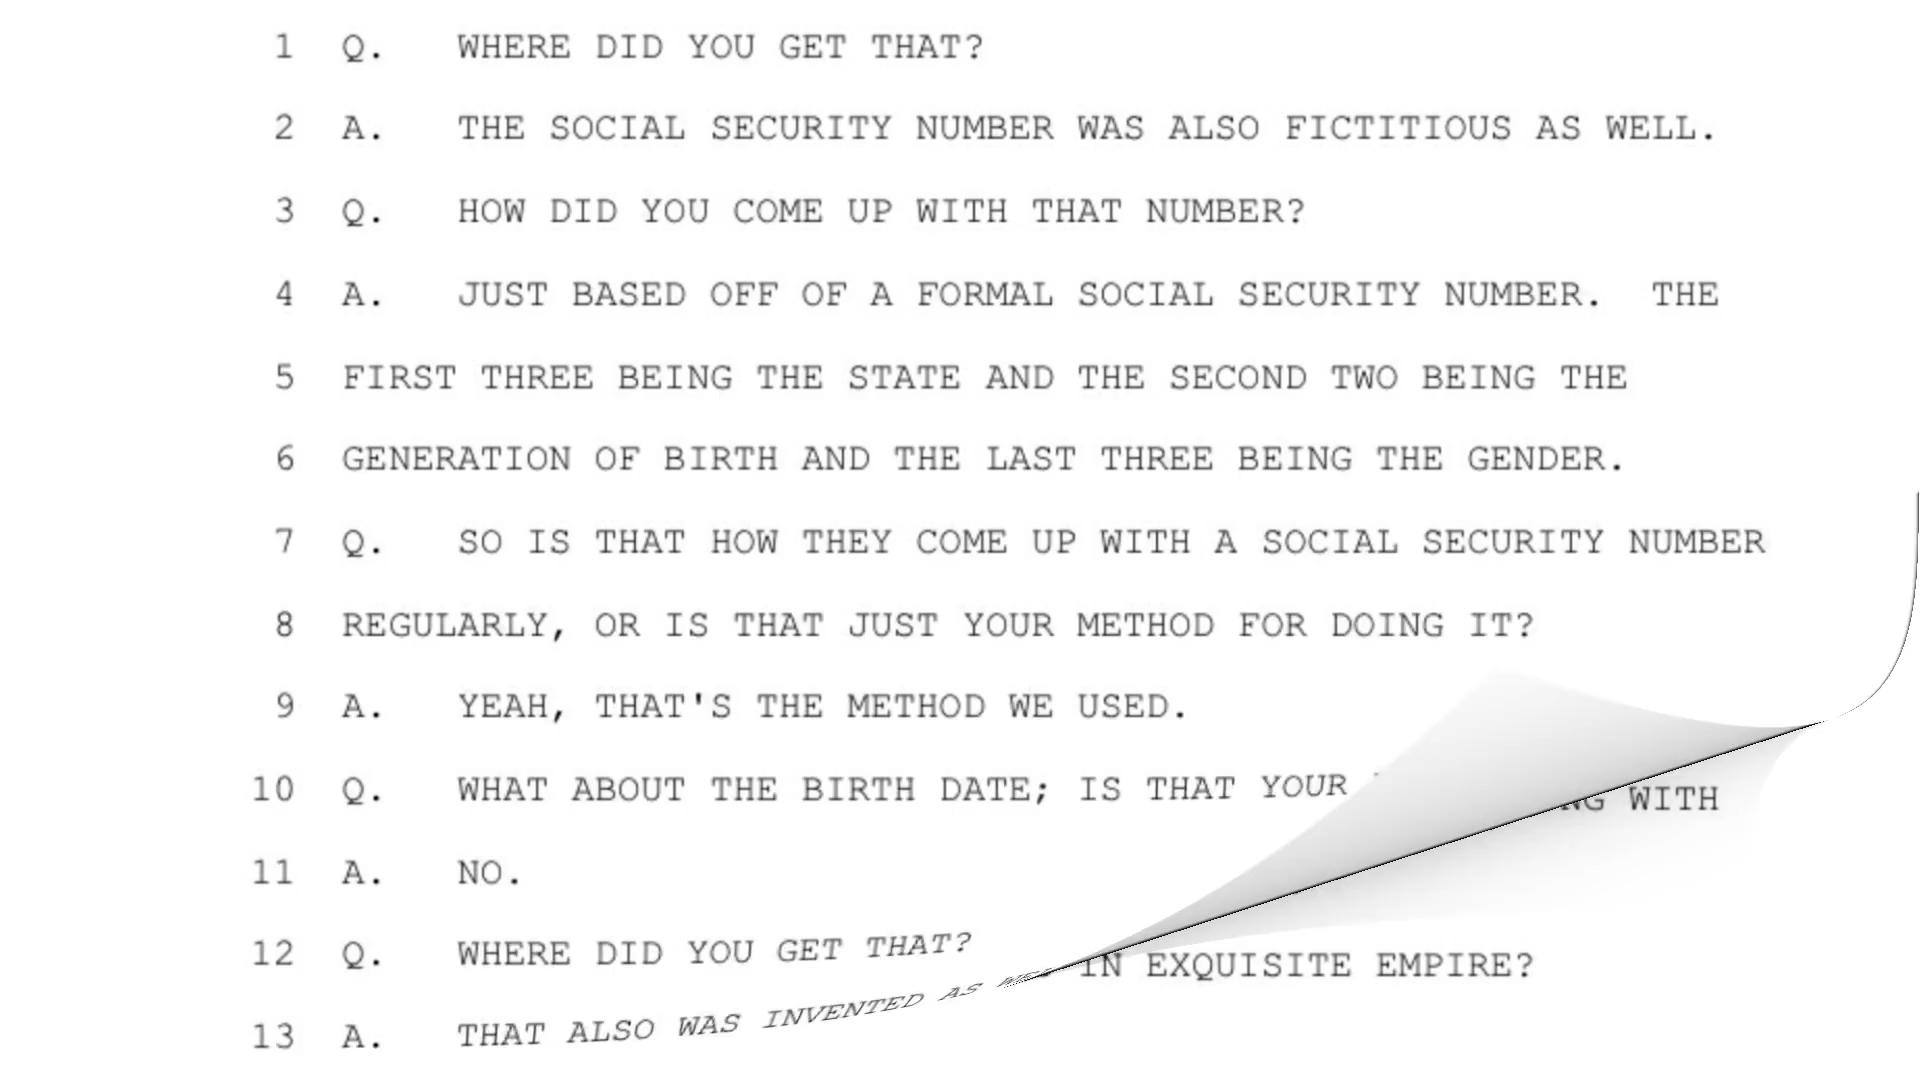 1 Q. WHERE DID YOU GET THAT?
2 A. THE SOCIAL SECURITY NUMBER WAS ALSO FICTITIOUS AS WELL.
3 Q. HOW DID YOU COME UP WITH THAT NUMBER?
4 A. JUST BASED OFF OF A FORMAL SOCIAL SECURITY NUMBER. THE
5 FIRST THREE BEING THE STATE AND THE SECOND TWO BEING THE
6 GENERATION OF BIRTH AND THE LAST THREE BEING THE GENDER.
7 Q. SO IS THAT HOW THEY COME UP WITH A SOCIAL SECURITY NUMBER
8 REGULARLY, OR IS THAT JUST YOUR METHOD FOR DOING IT?
9 A. YEAH, THAT'S THE METHOD WE USED.
10 Q. WHAT ABOUT THE BIRTH DATE; IS THAT YOUR WITH
11 A. NO.
12 Q. WHERE DID YOU GET THAT? IN EXQUISITE EMPIRE?
13 A. THAT ALSO WAS INVENTED AS